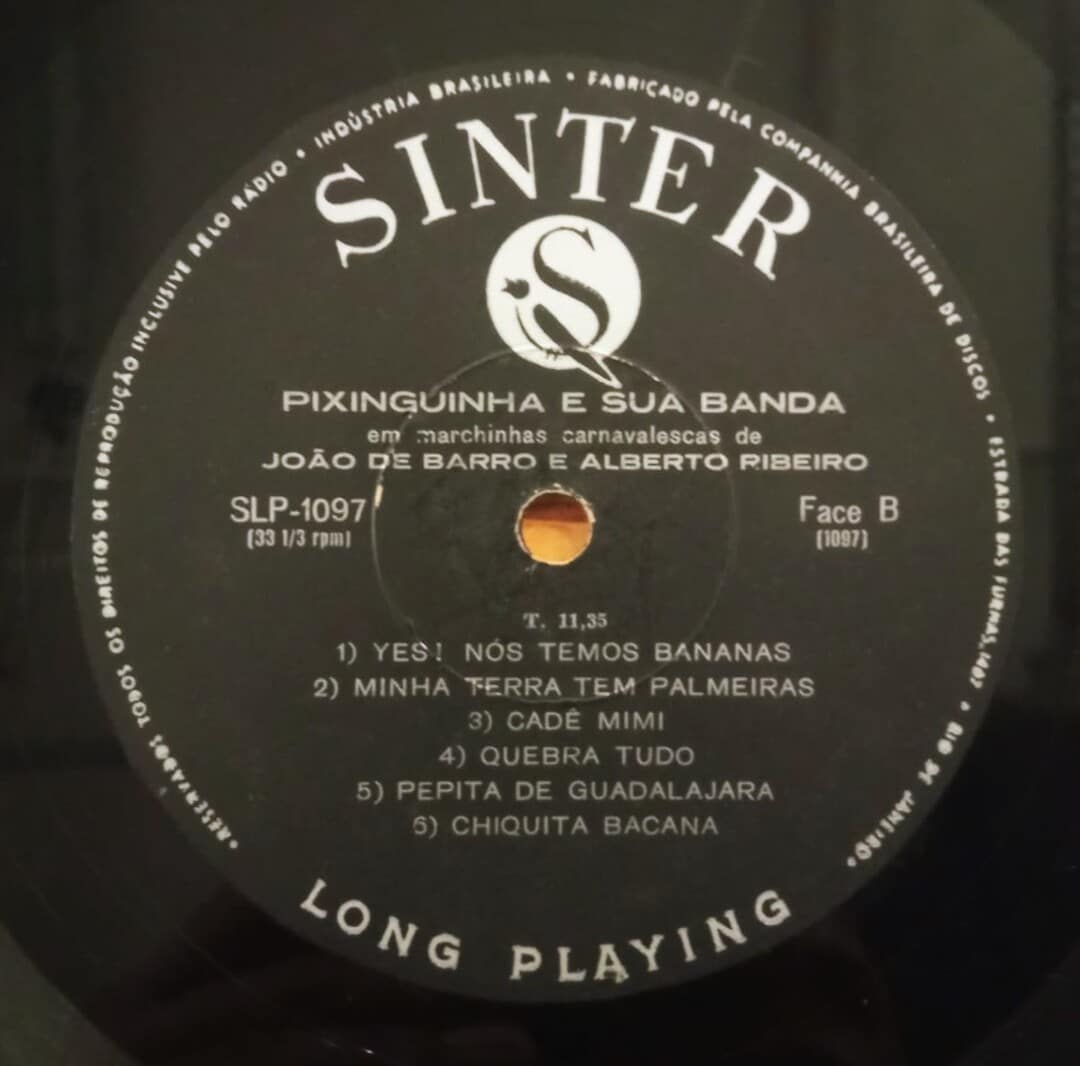 • RESERVADOS TODOS OS DIREITOS DE REPRODUÇÃO INCLUSIVE PELO RÁDIO • INDÚSTRIA BRASILEIRA • FABRICADO PELA COMPANHIA BRASILEIRA DE DISCOS • ESTRADA DAS FURNAS, 1407 • RIO DE JANEIRO •
SINTER
S
PIXINGUINHA E SUA BANDA
em marchinhas carnavalescas de
JOÃO DE BARRO E ALBERTO RIBEIRO
SLP-1097 Face B
(33 1/3 rpm) (1097)
T. 11,35
1) YES! NÓS TEMOS BANANAS
2) MINHA TERRA TEM PALMEIRAS
3) CADÊ MIMI
4) QUEBRA TUDO
5) PEPITA DE GUADALAJARA
6) CHIQUITA BACANA
LONG PLAYING